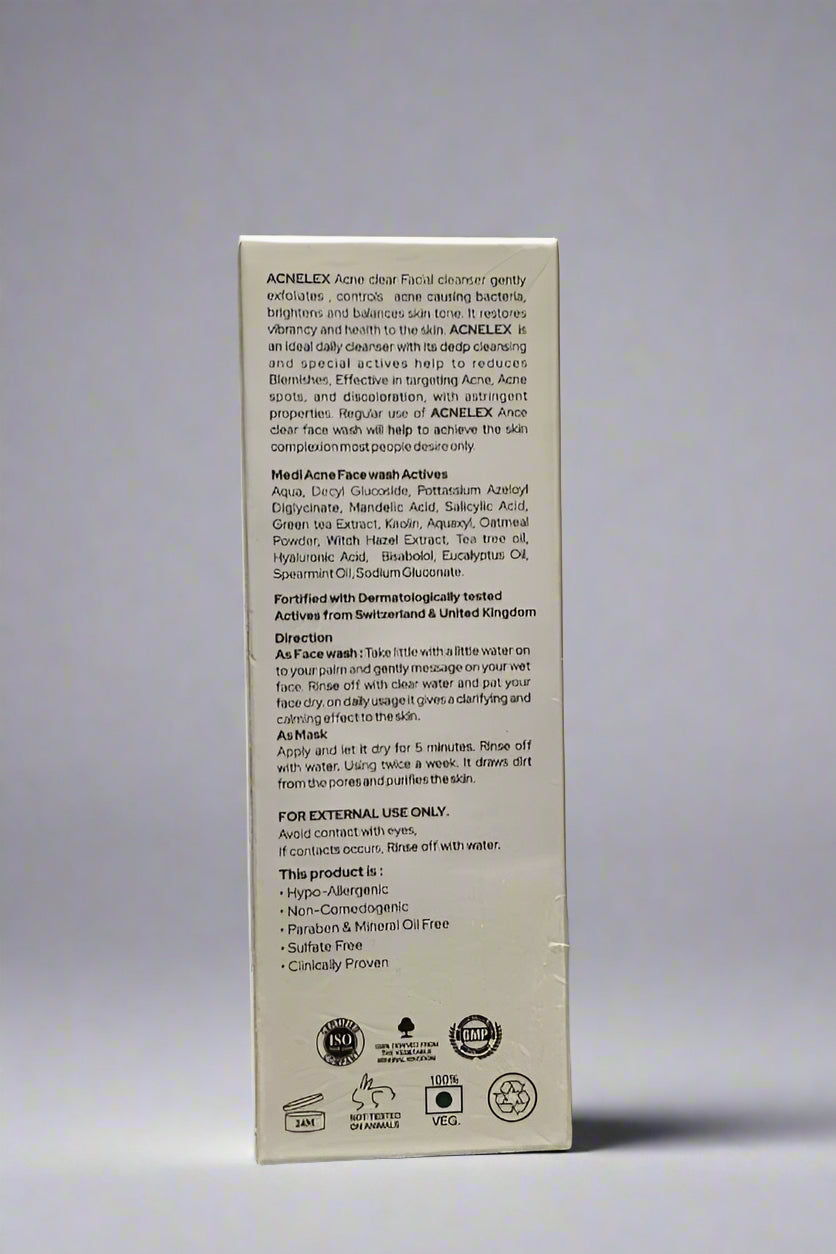 ACNELEX Acne clear Facial cleanser gently
exfoliates , controls acne causing bacteria,
brightens and balances skin tone. It restores
vibrancy and health to the skin. ACNELEX is
an ideal daily cleanser with its dedp cleansing
and special actives help to reduces
Blemishes, Effective in targeting Acne, Acne
spots, and discoloration, with astringent
properties. Regular use of ACNELEX Ance
clear face wash will help to achieve the skin
complexion most people desire only.
Medi Acne Face wash Actives
Aqua, Decyl Glucoside, Pottassium Azeloyl
Diglycinate, Mandelic Acid, Salicylic Acid,
Green tea Extract, Kaolin, Aquaxyl, Oatmeal
Powder, Witch Hazel Extract, Tea tree oil,
Hyaluronic Acid, Bisabolol, Eucalyptus Oil,
Spearmint Oil, Sodium Gluconate.
Fortified with Dermatologically tested
Actives from Switzerland & United Kingdom
Direction
As Face wash : Take little with a little water on
to your palm and gently message on your wet
face. Rinse off with clear water and pat your
face dry. on daily usage it gives a clarifying and
calming effect to the skin.
As Mask
Apply and let it dry for 5 minutes. Rinse off
with water. Using twice a week. It draws dirt
from the pores and purifies the skin.
FOR EXTERNAL USE ONLY.
Avoid contact with eyes,
If contacts occurs, Rinse off with water.
This product is :
• Hypo-Allergenic
• Non-Comedogenic
• Paraben & Mineral Oil Free
• Sulfate Free
• Clinically Proven
CERTIFIED
ISO
COMPANY
GMP
24M
NOT TESTED
ON ANIMALS
100%
VEG.